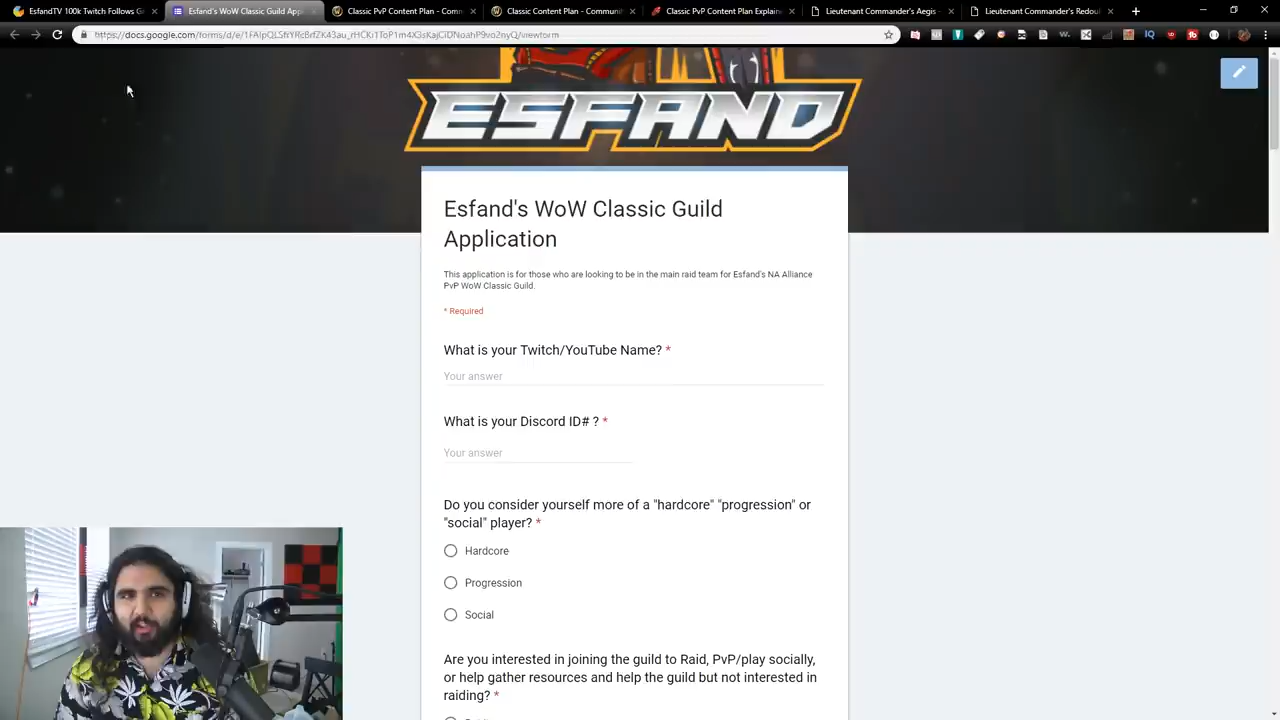 EsfandTV 100k Twitch Follows G
Esfand's WoW Classic Guild App
Classic PvP Content Plan - Com
Classic Content Plan - Communi
Classic PvP Content Plan Explain
Lieutenant Commander's Aegis -
Lieutenant Commander's Redoul
ESFAND
Esfand's WoW Classic Guild
Application
This application is for those who are looking to be in the main raid team for Esfand's NA Alliance
PvP WoW Classic Guild.
* Required
What is your Twitch/YouTube Name? *
Your answer
What is your Discord ID# ? *
Your answer
Do you consider yourself more of a "hardcore" "progression" or
"social" player? *
Hardcore
Progression
Social
Are you interested in joining the guild to Raid, PvP/play socially,
or help gather resources and help the guild but not interested in
raiding? *